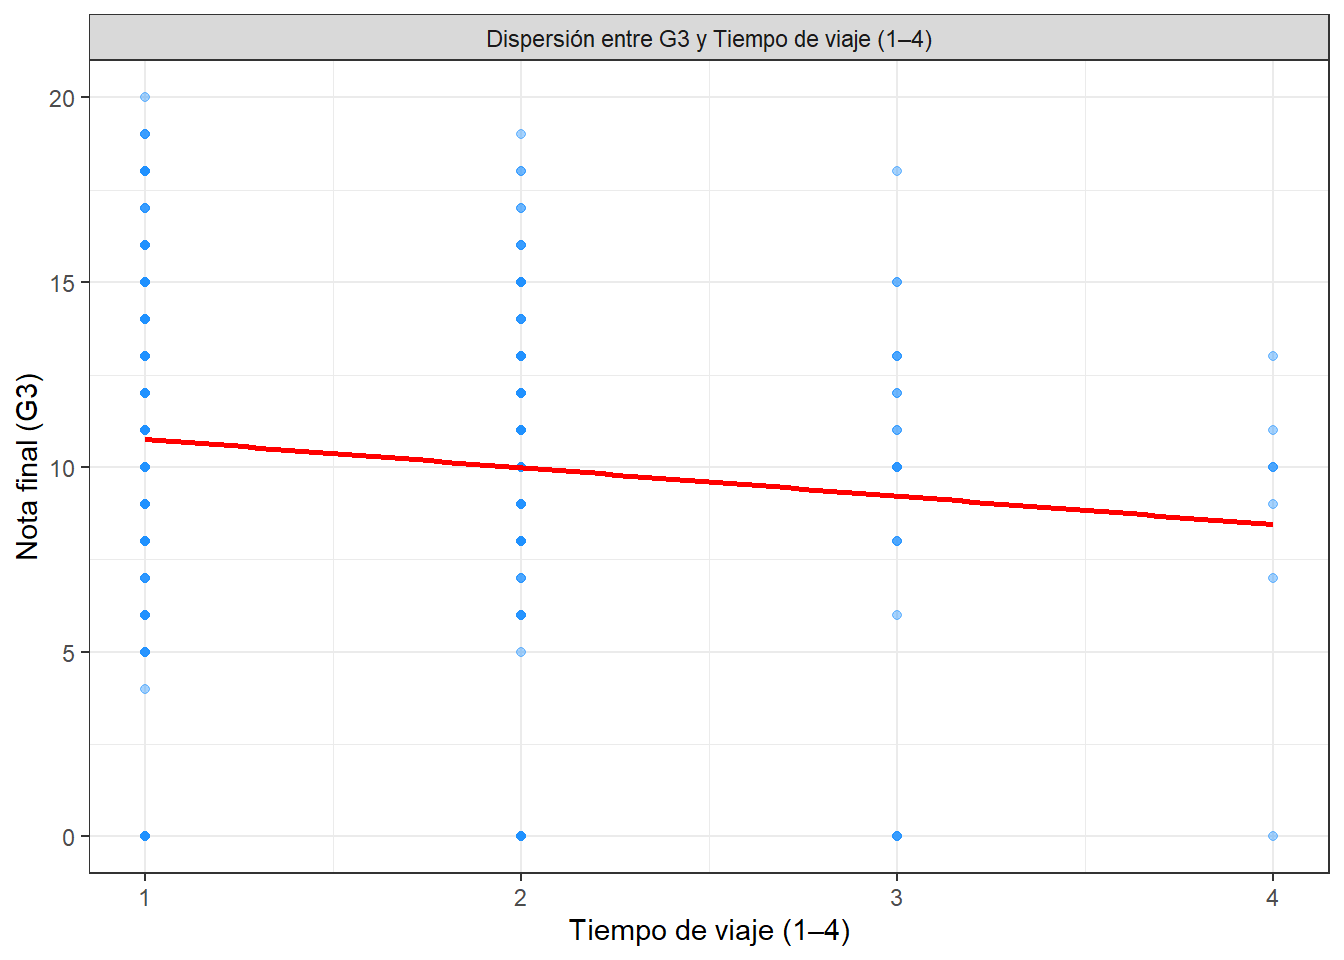 Dispersión entre G3 y Tiempo de viaje (1–4)
Nota final (G3)
20
15
10
5
0
1 2 3 4
Tiempo de viaje (1–4)